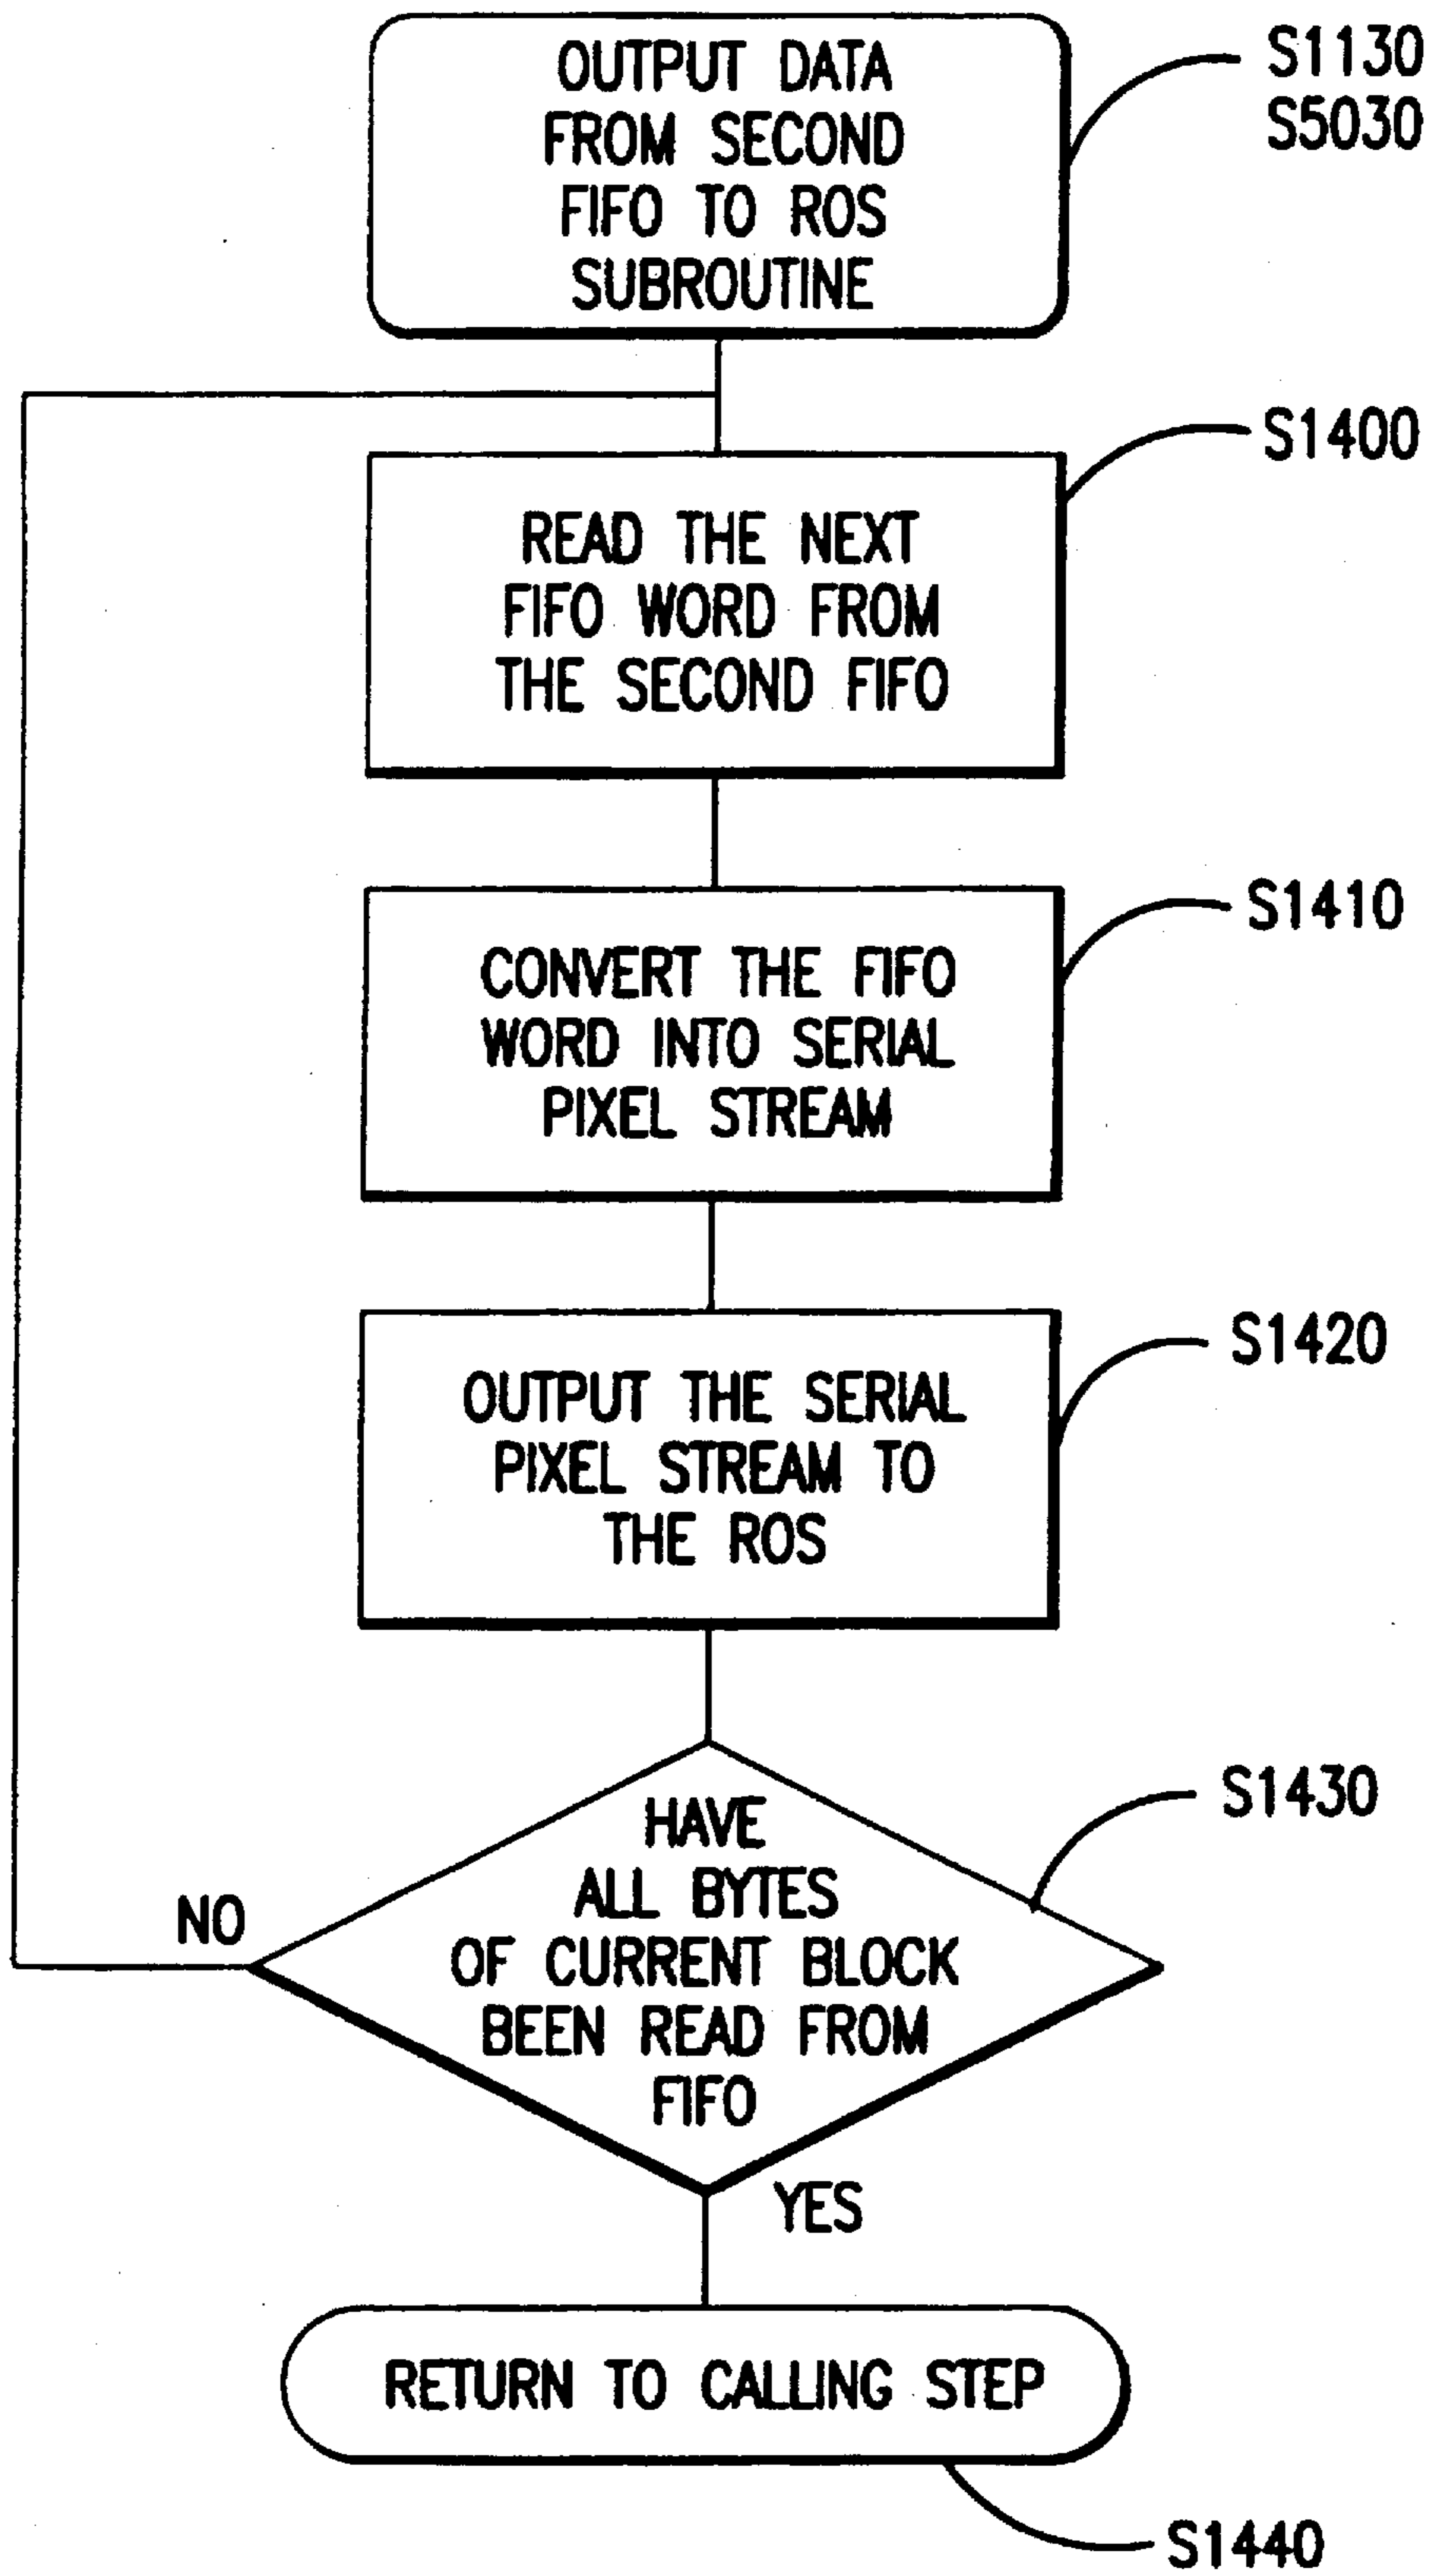 OUTPUT DATA
FROM SECOND
FIFO TO ROS
SUBROUTINE
S1130
S5030
READ THE NEXT
FIFO WORD FROM
THE SECOND FIFO
S1400
CONVERT THE FIFO
WORD INTO SERIAL
PIXEL STREAM
S1410
OUTPUT THE SERIAL
PIXEL STREAM TO
THE ROS
S1420
HAVE
ALL BYTES
OF CURRENT BLOCK
BEEN READ FROM
FIFO
S1430
NO
YES
RETURN TO CALLING STEP
S1440